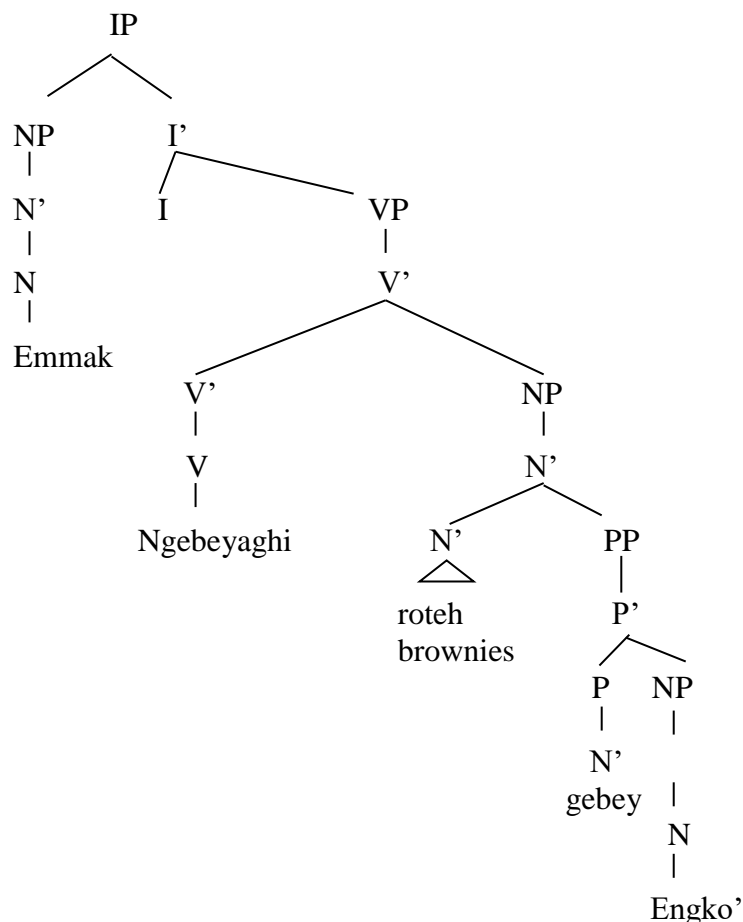 IP
NP I’
N’ I VP
N V’
Emmak
V’ NP
V N’
Ngebeyaghi N’ PP
roteh P’
brownies
P NP
N’
gebey
N
Engko’